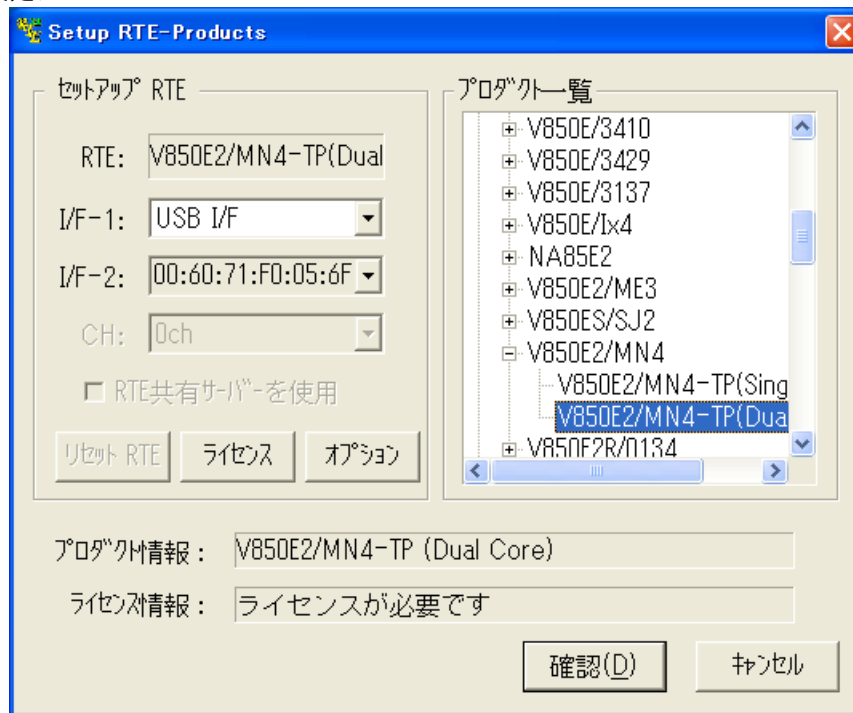 Setup RTE-Products
セットアップ RTE
RTE: V850E2/MN4-TP(Dual
I/F-1: USB I/F
I/F-2: 00:60:71:F0:05:6F
CH: 0ch
RTE共有サーバーを使用
リセット RTE ライセンス オプション
プロダクト一覧
V850E/3410
V850E/3429
V850E/3137
V850E/Ix4
NA85E2
V850E2/ME3
V850ES/SJ2
V850E2/MN4
V850E2/MN4-TP(Sing
V850E2/MN4-TP(Dua
V850E2R/0134
プロダクト情報: V850E2/MN4-TP (Dual Core)
ライセンス情報: ライセンスが必要です
確認(D) キャンセル